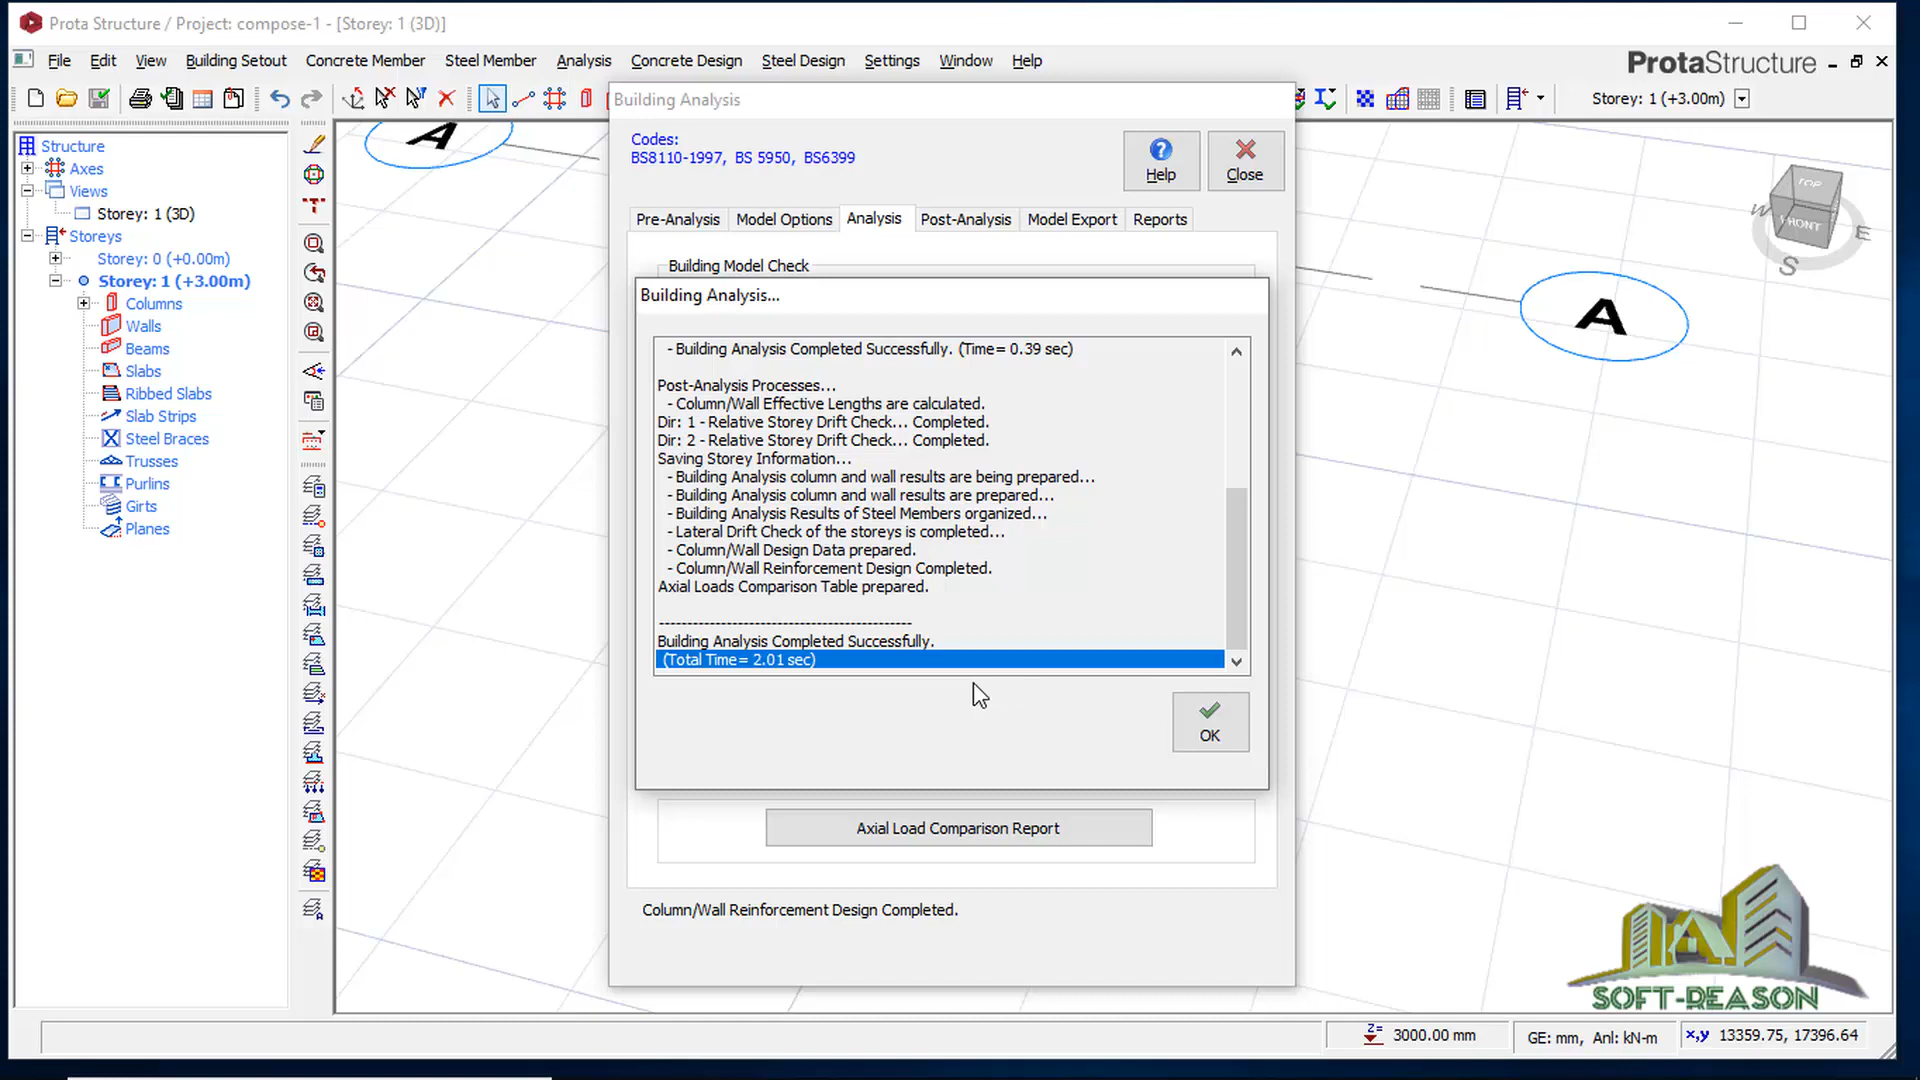 Prota Structure / Project: compose-1 - [Storey: 1 (3D)]
File Edit View Building Setout Concrete Member Steel Member Analysis Concrete Design Steel Design Settings Window Help
ProtaStructure
Storey: 1 (+3.00m)
Structure
Axes
Views
Storey: 1 (3D)
Storeys
Storey: 0 (+0.00m)
Storey: 1 (+3.00m)
Columns
Walls
Beams
Slabs
Ribbed Slabs
Slab Strips
Steel Braces
Trusses
Purlins
Girts
Planes
A
Building Analysis
Codes:
BS8110-1997, BS 5950, BS6399
Help
Close
Pre-Analysis Model Options Analysis Post-Analysis Model Export Reports
Building Model Check
Building Analysis...
- Building Analysis Completed Successfully. (Time= 0.39 sec)
Post-Analysis Processes...
- Column/Wall Effective Lengths are calculated.
Dir: 1 - Relative Storey Drift Check... Completed.
Dir: 2 - Relative Storey Drift Check... Completed.
Saving Storey Information...
- Building Analysis column and wall results are being prepared...
- Building Analysis column and wall results are prepared...
- Building Analysis Results of Steel Members organized...
- Lateral Drift Check of the storeys is completed...
- Column/Wall Design Data prepared.
- Column/Wall Reinforcement Design Completed.
Axial Loads Comparison Table prepared.
---------------------------------------------
Building Analysis Completed Successfully.
(Total Time= 2.01 sec)
OK
Axial Load Comparison Report
Column/Wall Reinforcement Design Completed.
TOP
FRONT
W
E
S
A
SOFT-REASON
Z= 3000.00 mm
GE: mm, Anl: kN-m
x,y 13359.75, 17396.64